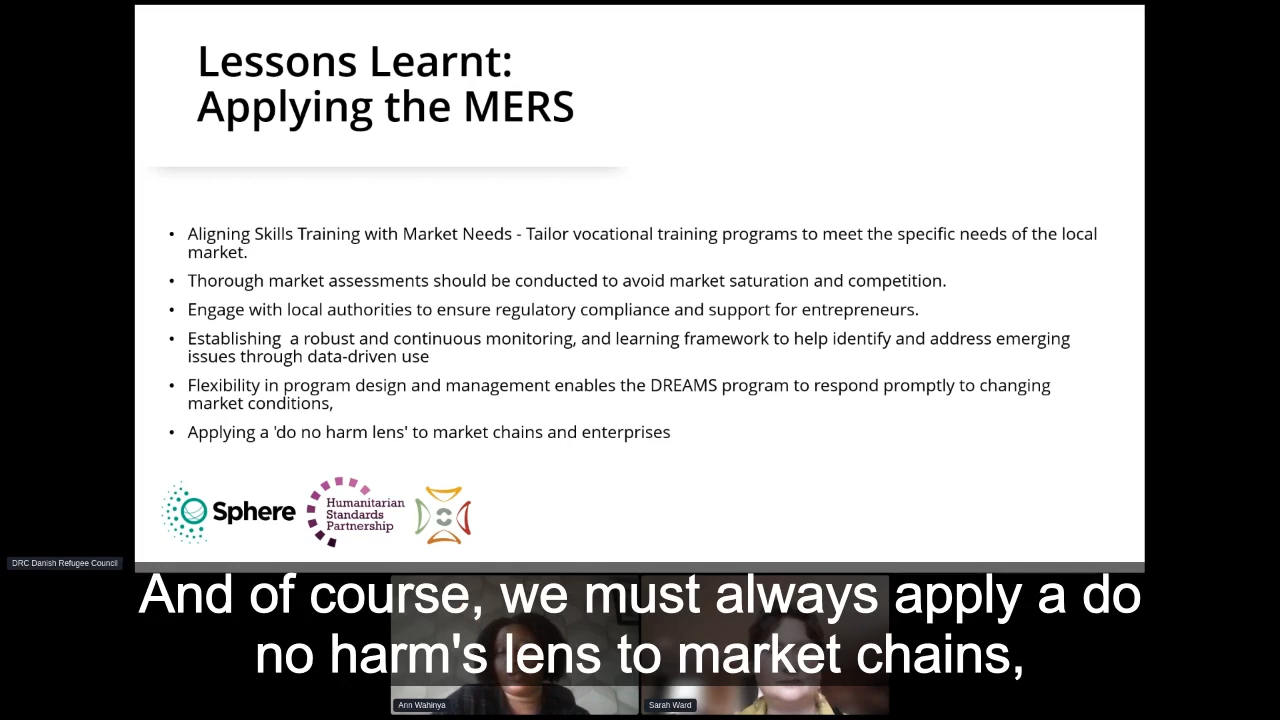 Lessons Learnt:
Applying the MERS
• Aligning Skills Training with Market Needs - Tailor vocational training programs to meet the specific needs of the local
market.
• Thorough market assessments should be conducted to avoid market saturation and competition.
• Engage with local authorities to ensure regulatory compliance and support for entrepreneurs.
• Establishing  a robust and continuous monitoring, and learning framework to help identify and address emerging
issues through data-driven use
• Flexibility in program design and management enables the DREAMS program to respond promptly to changing
market conditions,
• Applying a 'do no harm lens' to market chains and enterprises
Sphere
Humanitarian
Standards
Partnership
DRC Danish Refugee Council
And of course, we must always apply a do
no harm's lens to market chains,
Ann Wahinya
Sarah Ward